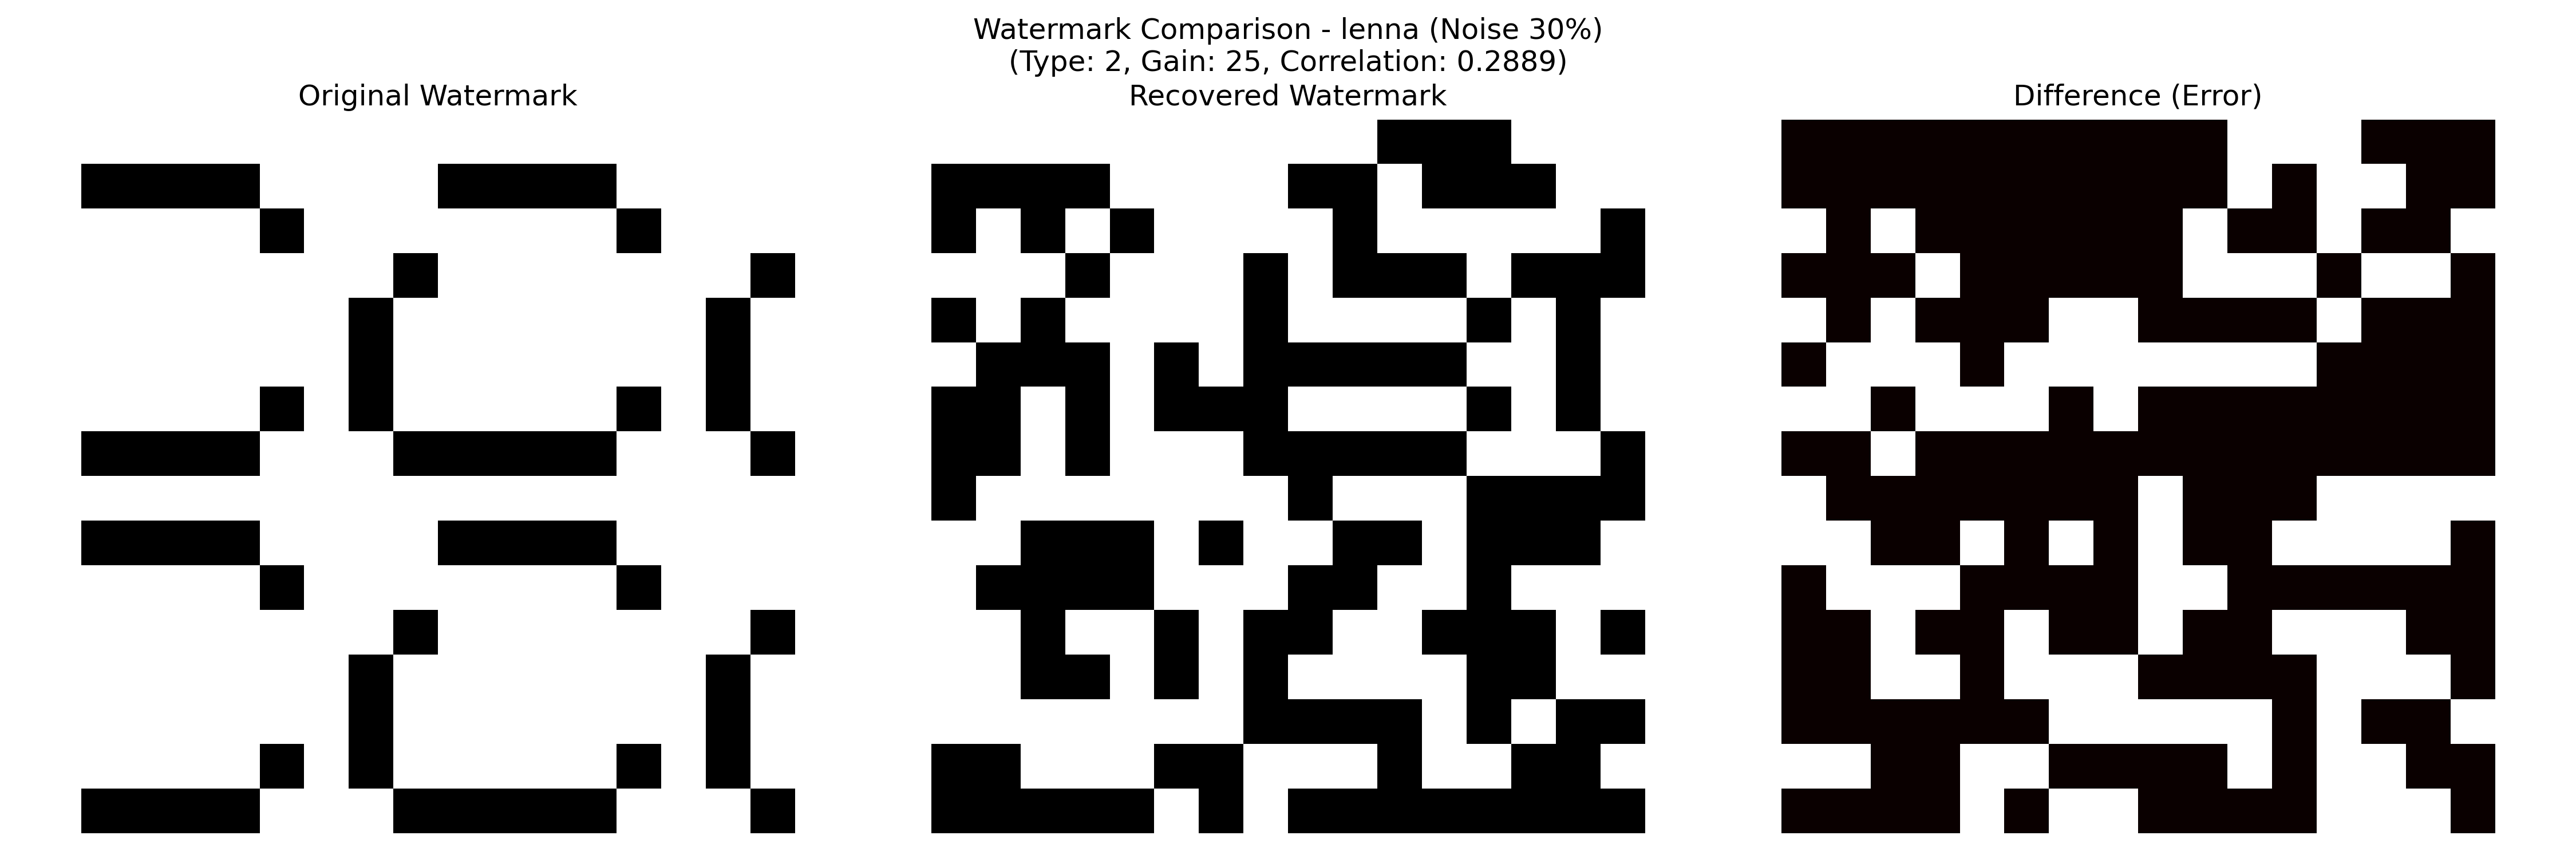 Watermark Comparison - lenna (Noise 30%)
(Type: 2, Gain: 25, Correlation: 0.2889)
Original Watermark
Recovered Watermark
Difference (Error)